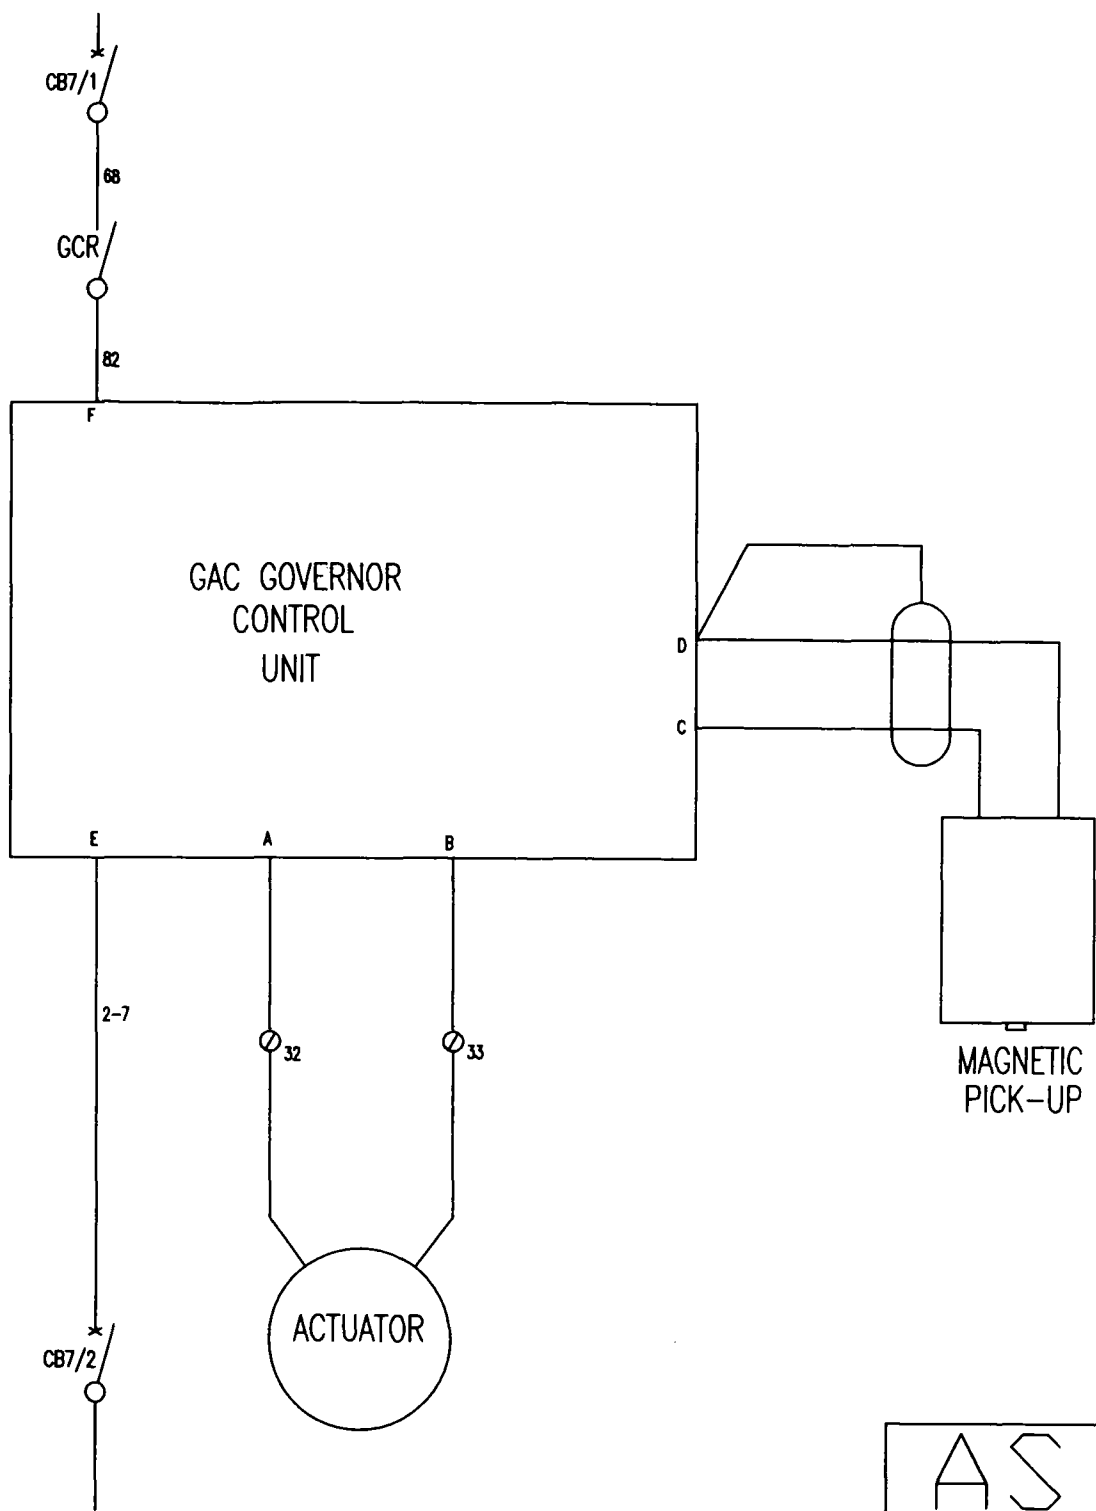 CB7/1
68
GCR
82
F
GAC GOVERNOR
CONTROL
UNIT
D
C
E
A
B
2-7
32
33
MAGNETIC
PICK-UP
ACTUATOR
CB7/2
AS